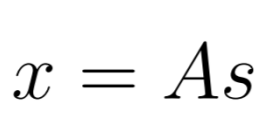 x = As